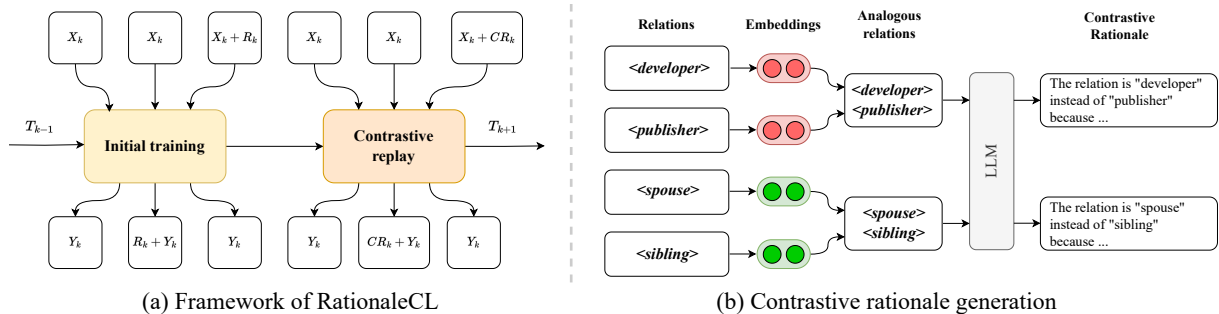 X_k
X_k
X_k + R_k
X_k
X_k
X_k + CR_k
T_{k-1}
Initial training
Contrastive
replay
T_{k+1}
Y_k
R_k + Y_k
Y_k
Y_k
CR_k + Y_k
Y_k
(a) Framework of RationaleCL
Relations
Embeddings
Analogous
relations
Contrastive
Rationale
<developer>
<publisher>
<spouse>
<sibling>
<developer>
<publisher>
<spouse>
<sibling>
LLM
The relation is "developer"
instead of "publisher"
because ...
The relation is "spouse"
instead of "sibling"
because ...
(b) Contrastive rationale generation